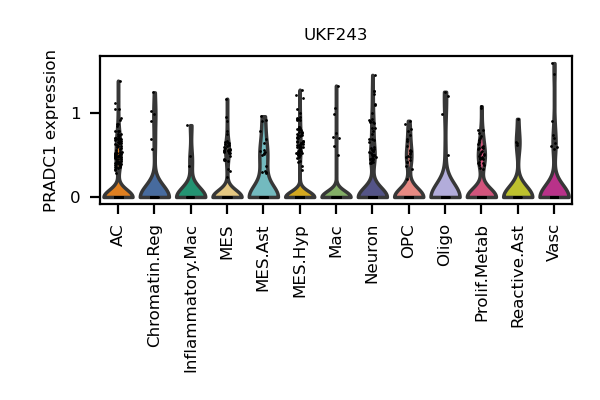 UKF243
PRADC1 expression
1
0
AC
Chromatin.Reg
Inflammatory.Mac
MES
MES.Ast
MES.Hyp
Mac
Neuron
OPC
Oligo
Prolif.Metab
Reactive.Ast
Vasc